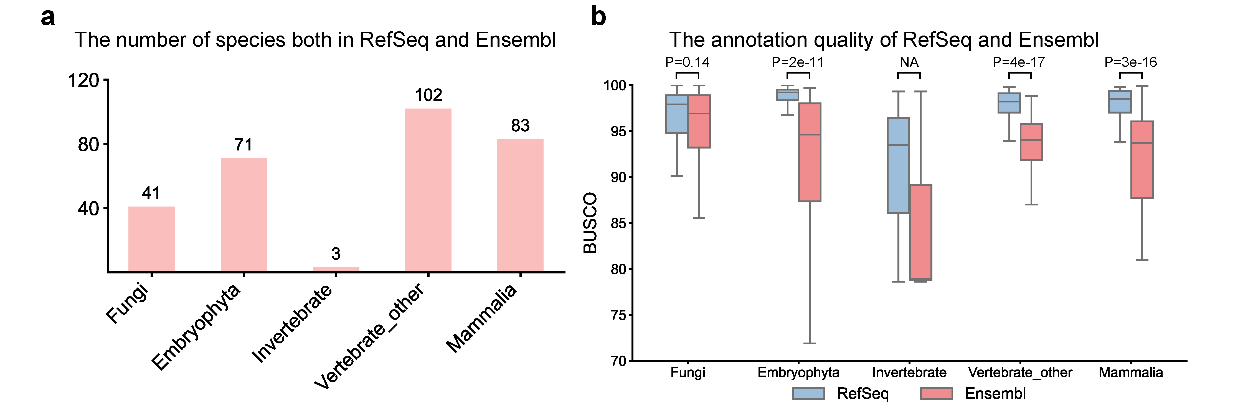 a
The number of species both in RefSeq and Ensembl
120
80
40
41
71
3
102
83
Fungi
Embryophyta
Invertebrate
Vertebrate_other
Mammalia
b
The annotation quality of RefSeq and Ensembl
P=0.14
P=2e-11
NA
P=4e-17
P=3e-16
BUSCO
100
95
90
85
80
75
70
Fungi
Embryophyta
Invertebrate
Vertebrate_other
Mammalia
RefSeq
Ensembl